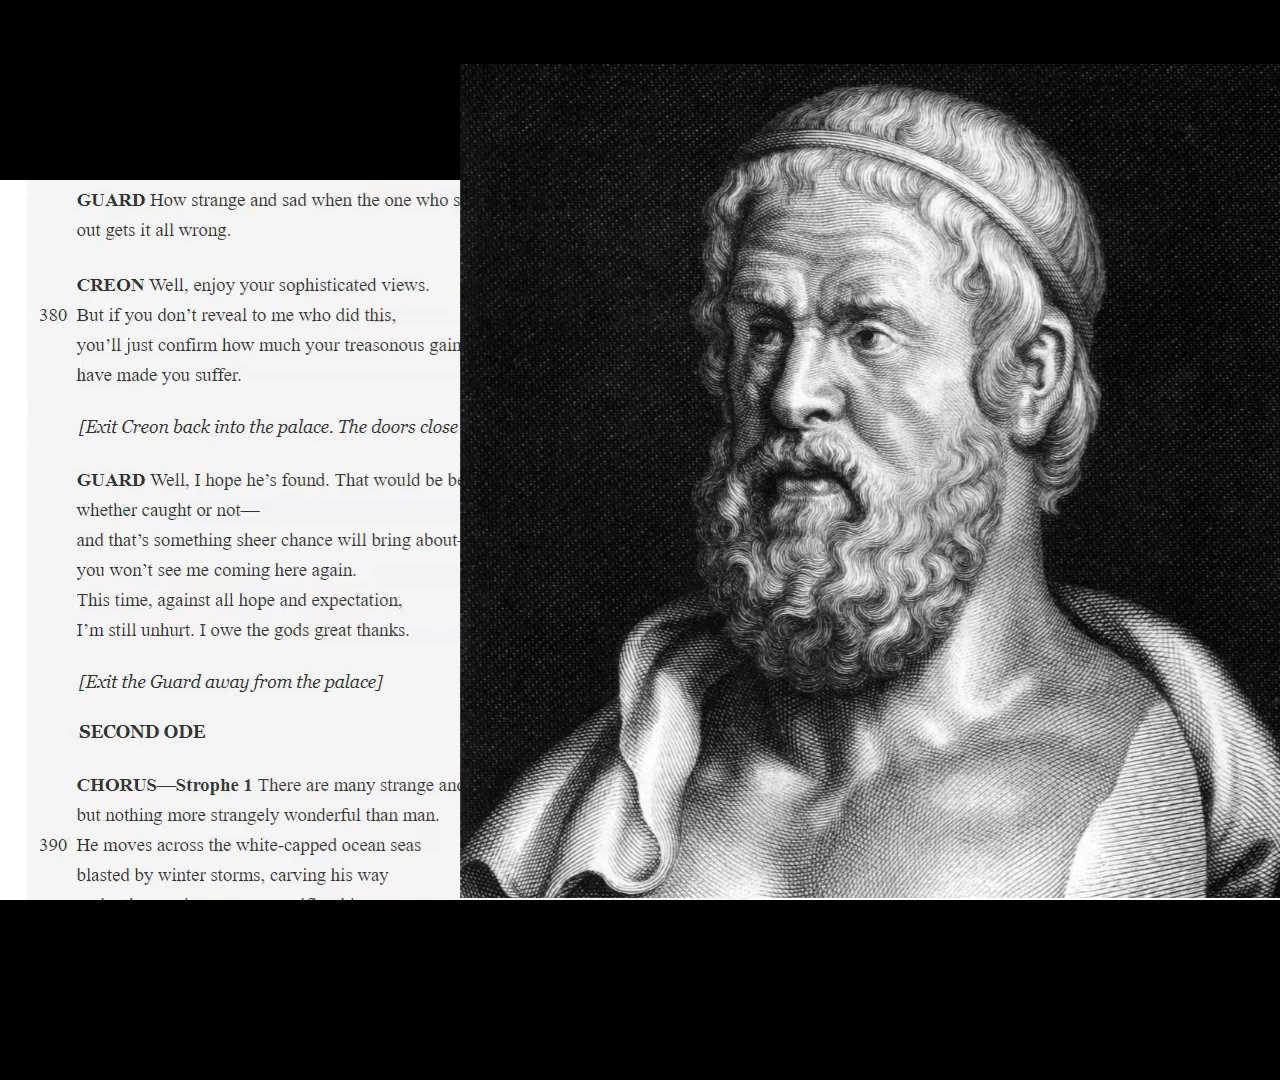 GUARD How strange and sad when the one who
out gets it all wrong.
CREON Well, enjoy your sophisticated views.
380 But if you don’t reveal to me who did this,
you’ll just confirm how much your treasonous gain
have made you suffer.
[Exit Creon back into the palace. The doors close
GUARD Well, I hope he’s found. That would be
whether caught or not—
and that’s something sheer chance will bring about
you won’t see me coming here again.
This time, against all hope and expectation,
I’m still unhurt. I owe the gods great thanks.
[Exit the Guard away from the palace]
SECOND ODE
CHORUS—Strophe 1 There are many strange and
but nothing more strangely wonderful than man.
390 He moves across the white-capped ocean seas
blasted by winter storms, carving his way